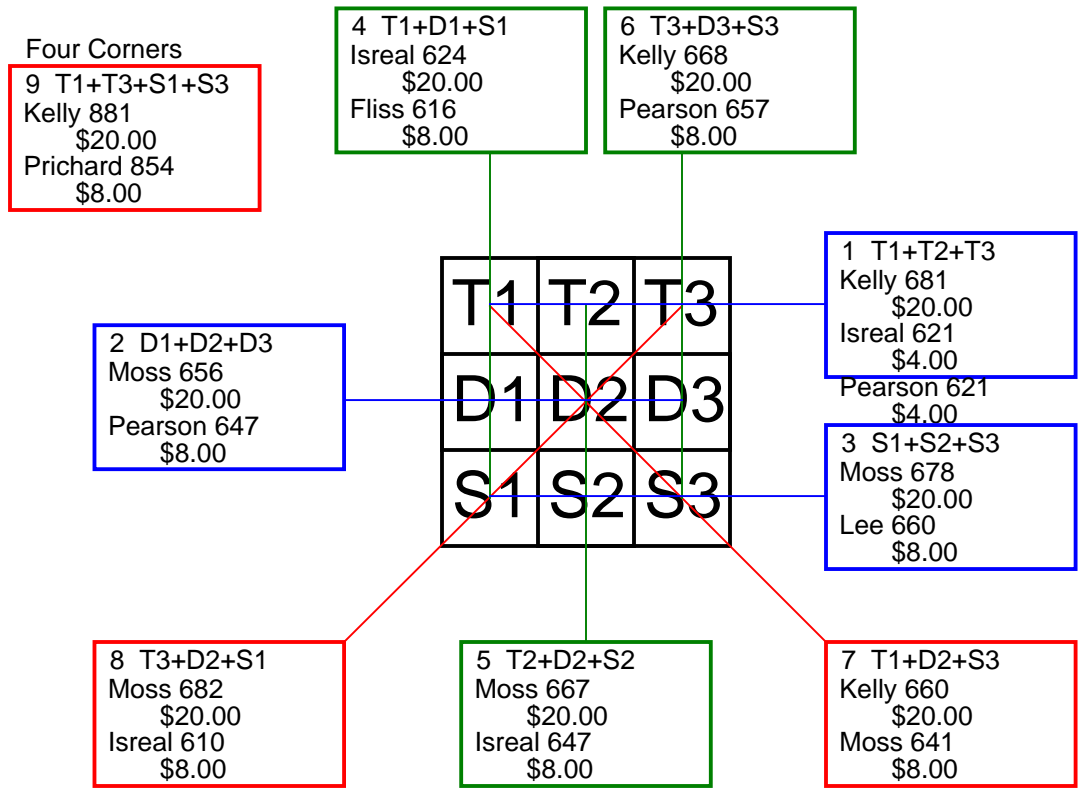 4  T1+D1+S1
Isreal 624
$20.00
Fliss 616
$8.00
6  T3+D3+S3
Kelly 668
$20.00
Pearson 657
$8.00
Four Corners
9  T1+T3+S1+S3
Kelly 881
$20.00
Prichard 854
$8.00
1  T1+T2+T3
Kelly 681
$20.00
Isreal 621
$4.00
Pearson 621
$4.00
T1 T2 T3
D1 D2 D3
S1 S2 S3
2  D1+D2+D3
Moss 656
$20.00
Pearson 647
$8.00
3  S1+S2+S3
Moss 678
$20.00
Lee 660
$8.00
8  T3+D2+S1
Moss 682
$20.00
Isreal 610
$8.00
5  T2+D2+S2
Moss 667
$20.00
Isreal 647
$8.00
7  T1+D2+S3
Kelly 660
$20.00
Moss 641
$8.00